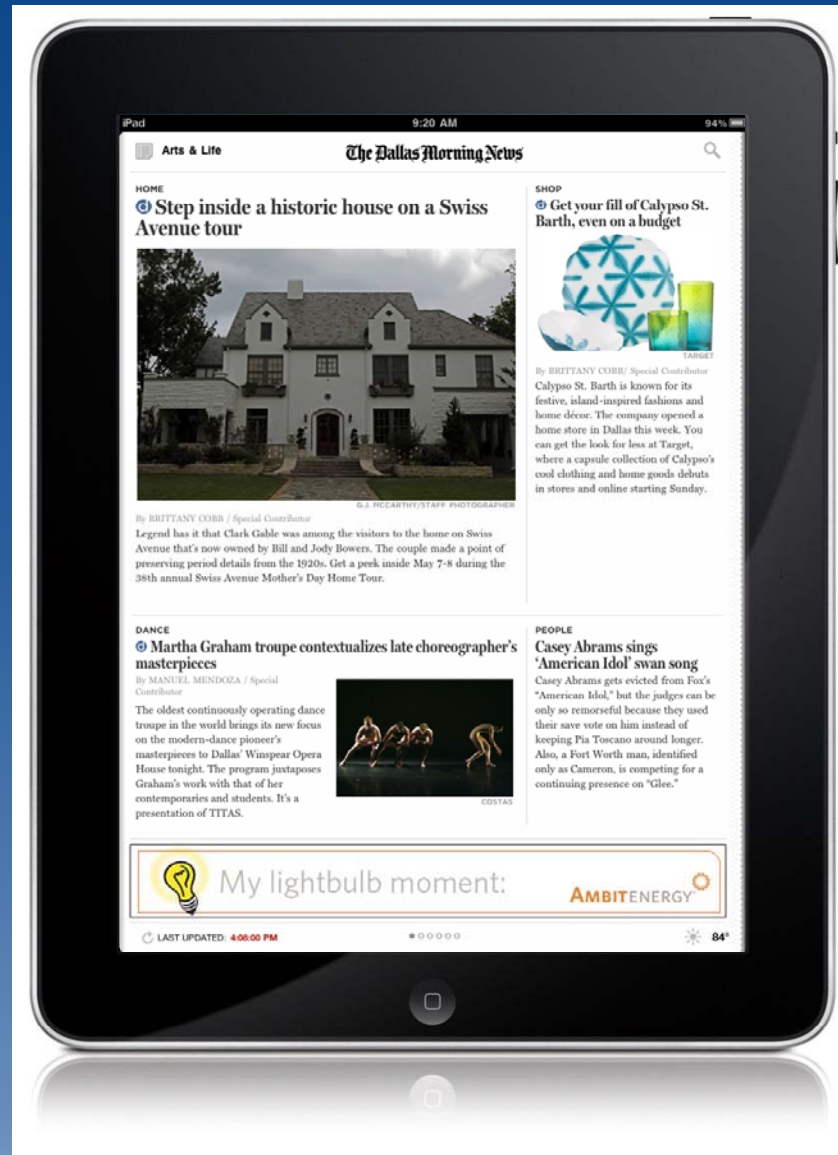 iPad
9:20 AM
94%
Arts & Life
The Dallas Morning News
HOME
Step inside a historic house on a Swiss
Avenue tour
G.J. MCCARTHY/STAFF PHOTOGRAPHER
By BRITTANY COBB / Special Contributor
Legend has it that Clark Gable was among the visitors to the home on Swiss
Avenue that's now owned by Bill and Jody Bowers. The couple made a point of
preserving period details from the 1920s. Get a peek inside May 7-8 during the
38th annual Swiss Avenue Mother's Day Home Tour.
SHOP
Get your fill of Calypso St.
Barth, even on a budget
TARGET
By BRITTANY COBB/ Special Contributor
Calypso St. Barth is known for its
festive, island-inspired fashions and
home décor. The company opened a
home store in Dallas this week. You
can get the look for less at Target,
where a capsule collection of Calypso's
cool clothing and home goods debuts
in stores and online starting Sunday.
DANCE
Martha Graham troupe contextualizes late choreographer's
masterpieces
By MANUEL MENDOZA / Special
Contributor
The oldest continuously operating dance
troupe in the world brings its new focus
on the modern-dance pioneer's
masterpieces to Dallas' Winspear Opera
House tonight. The program juxtaposes
Graham's work with that of her
contemporaries and students. It's a
presentation of TITAS.
COSTAS
PEOPLE
Casey Abrams sings
'American Idol' swan song
Casey Abrams gets evicted from Fox's
"American Idol," but the judges can be
only so remorseful because they used
their save vote on him instead of
keeping Pia Toscano around longer.
Also, a Fort Worth man, identified
only as Cameron, is competing for a
continuing presence on "Glee."
My lightbulb moment:
AMBITENERGY
LAST UPDATED: 4:08:00 PM
84°